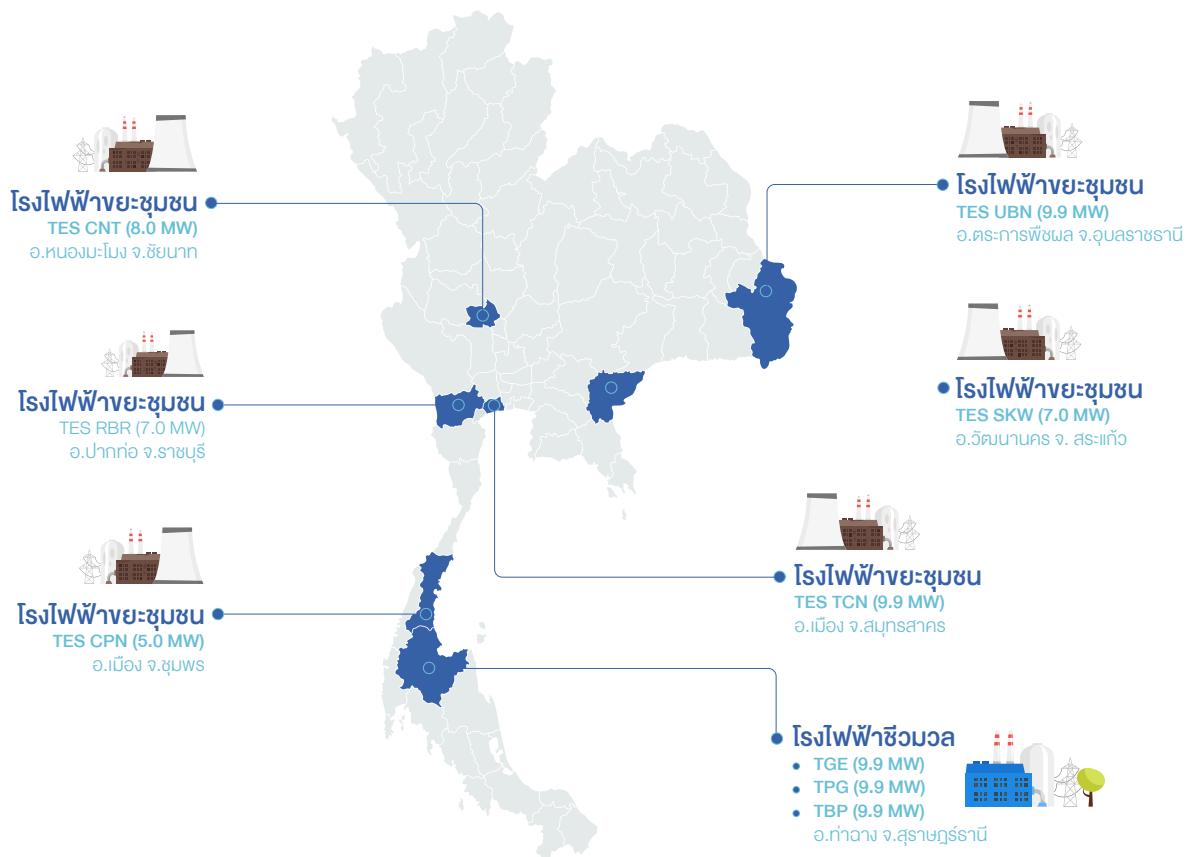 โรงไฟฟ้าขยะชุมชน
TES CNT (8.0 MW)
อ.หนองมะโมง จ.ชัยนาท
โรงไฟฟ้าขยะชุมชน
TES RBR (7.0 MW)
อ.ปากท่อ จ.ราชบุรี
โรงไฟฟ้าขยะชุมชน
TES CPN (5.0 MW)
อ.เมือง จ.ชุมพร
โรงไฟฟ้าขยะชุมชน
TES UBN (9.9 MW)
อ.ตระการพืชผล จ.อุบลราชธานี
โรงไฟฟ้าขยะชุมชน
TES SKW (7.0 MW)
อ.วัฒนานคร จ. สระแก้ว
โรงไฟฟ้าขยะชุมชน
TES TCN (9.9 MW)
อ.เมือง จ.สมุทรสาคร
โรงไฟฟ้าชีวมวล
• TGE (9.9 MW)
• TPG (9.9 MW)
• TBP (9.9 MW)
อ.ท่าฉาง จ.สุราษฎร์ธานี